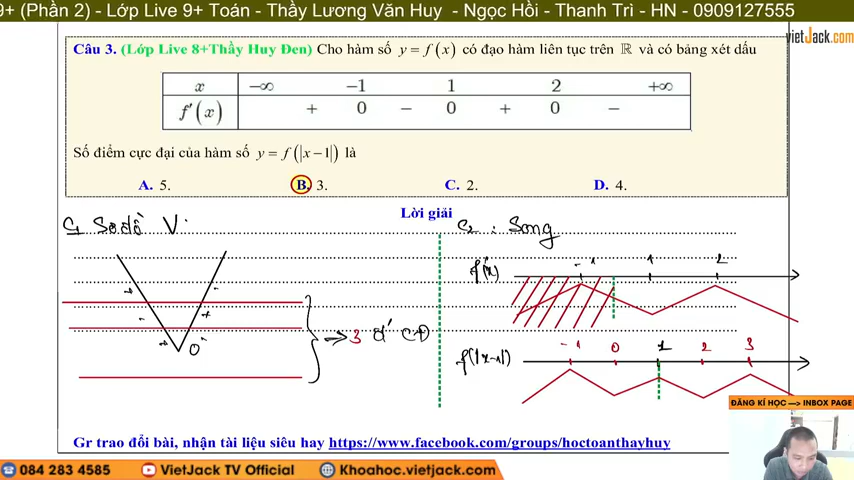 9+ (Phần 2) - Lớp Live 9+ Toán - Thầy Lương Văn Huy - Ngọc Hồi - Thanh Trì - HN - 0909127555
vietJack.com
Câu 3. (Lớp Live 8+Thầy Huy Đen) Cho hàm số y = f(x) có đạo hàm liên tục trên ℝ và có bảng xét dấu
x −∞ −1 1 2 +∞
f'(x) + 0 − 0 + 0 −
Số điểm cực đại của hàm số y = f(|x−1|) là
A. 5. B. 3. C. 2. D. 4.
Lời giải
C1 Sơ đồ V:
C2 : Song
f(x) -1 1 2
+ - + - + -
0
→ 3 đ' CĐ
f(|x-1|) -1 0 1 2 3
ĐĂNG KÍ HỌC —> INBOX PAGE
Gr trao đổi bài, nhận tài liệu siêu hay https://www.facebook.com/groups/hoctoanthayhuy
084 283 4585 VietJack TV Official Khoahoc.vietjack.com